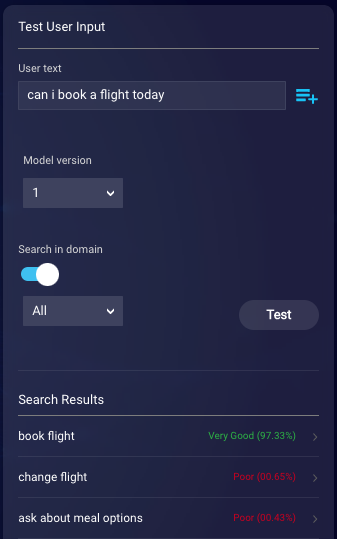 Test User Input
User text
can i book a flight today
Model version
1
Search in domain
All
Test
Search Results
book flight Very Good (97.33%)
change flight Poor (00.65%)
ask about meal options Poor (00.43%)